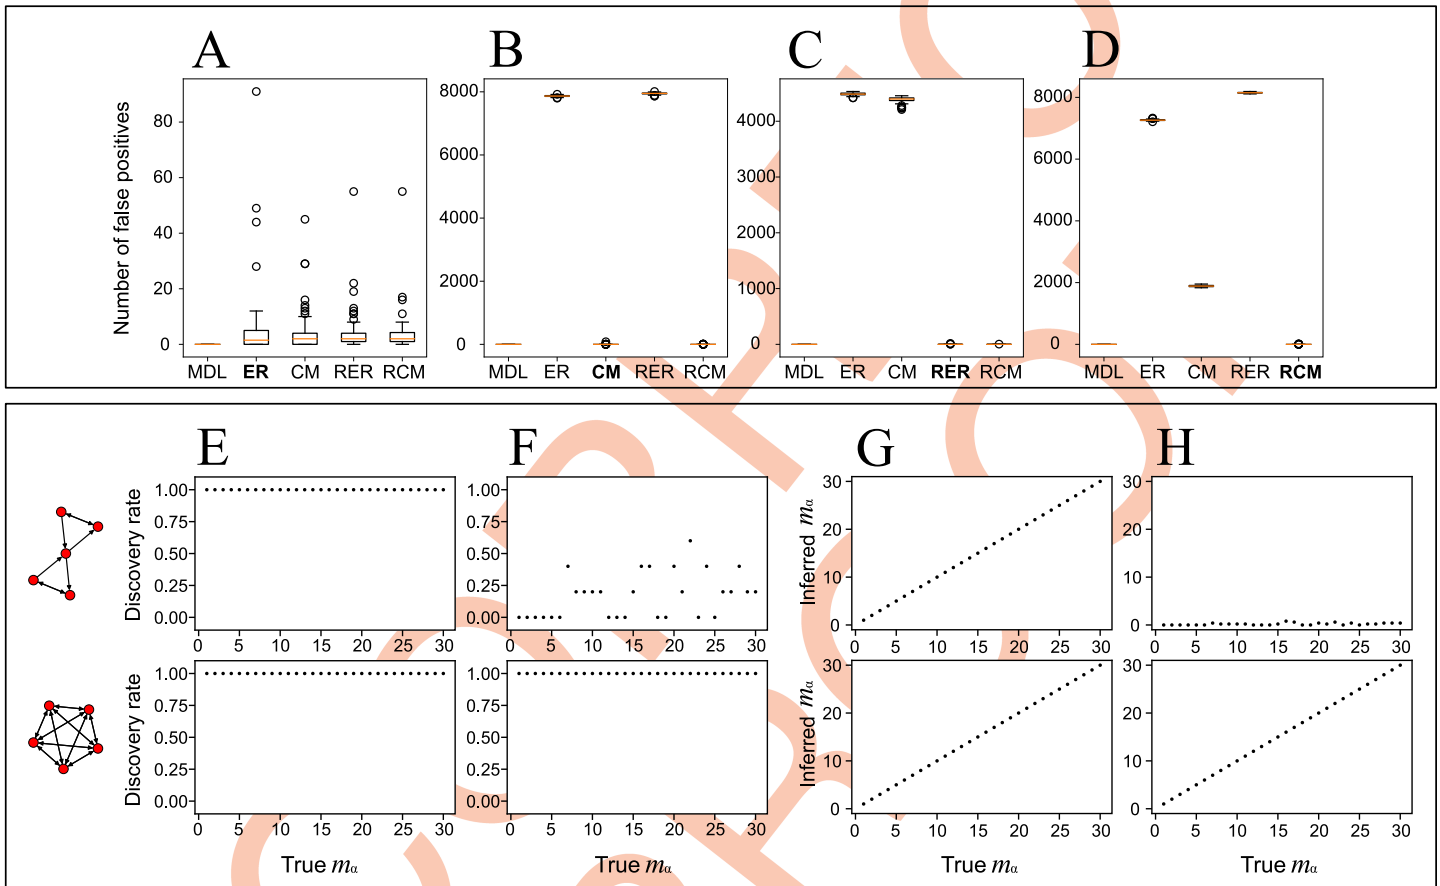 A B C D
Number of false positives
80 60 40 20 0
8000 6000 4000 2000 0
4000 3000 2000 1000 0
8000 6000 4000 2000 0
MDL ER CM RER RCM
MDL ER CM RER RCM
MDL ER CM RER RCM
MDL ER CM RER RCM
E F G H
Discovery rate
1.00 0.75 0.50 0.25 0.00
0 5 10 15 20 25 30
1.00 0.75 0.50 0.25 0.00
0 5 10 15 20 25 30
Inferred mα
30 20 10 0
0 5 10 15 20 25 30
30 20 10 0
0 5 10 15 20 25 30
Discovery rate
1.00 0.75 0.50 0.25 0.00
0 5 10 15 20 25 30
1.00 0.75 0.50 0.25 0.00
0 5 10 15 20 25 30
Inferred mα
30 20 10 0
0 5 10 15 20 25 30
30 20 10 0
0 5 10 15 20 25 30
True mα True mα True mα True mα